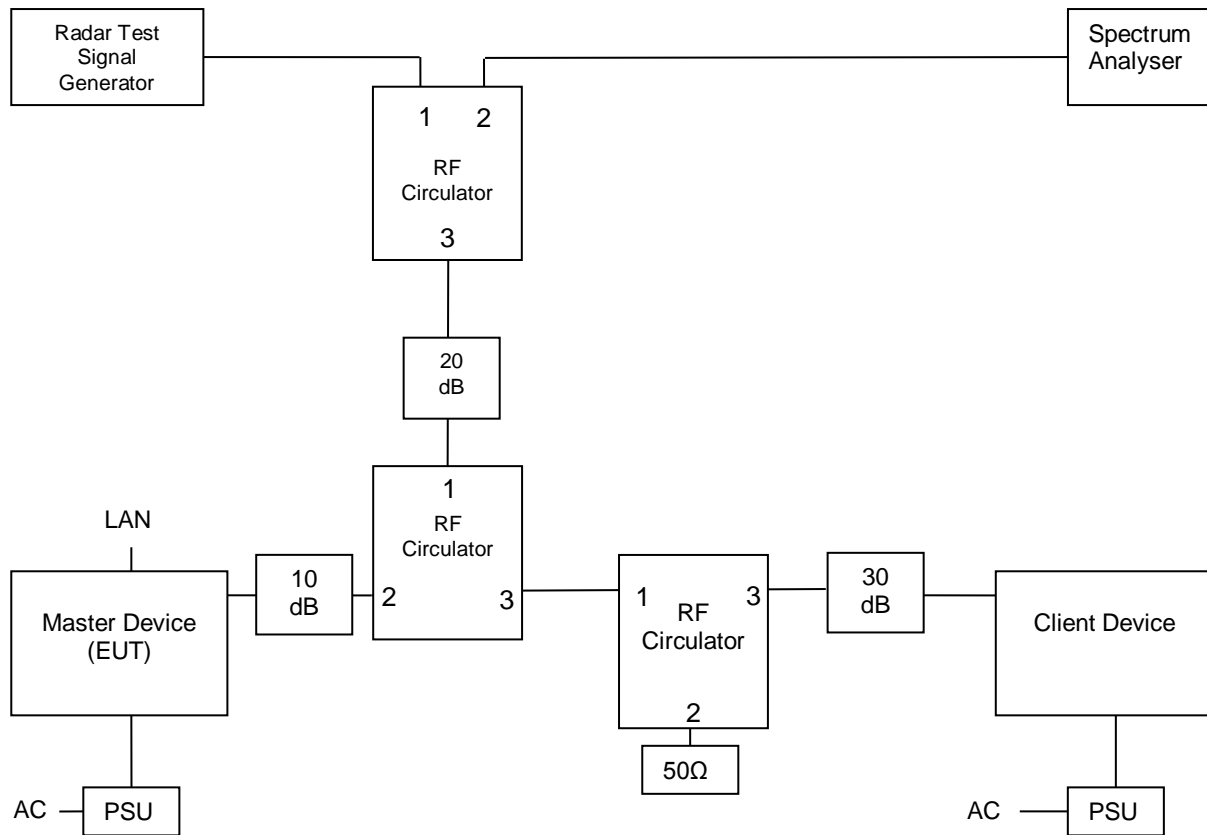 Radar Test
Signal
Generator
Spectrum
Analyser
1 2
RF
Circulator
3
20
dB
1
RF
Circulator
2 3
LAN
10
dB
Master Device
(EUT)
1 3
RF
Circulator
2
50Ω
30
dB
Client Device
AC PSU
AC PSU